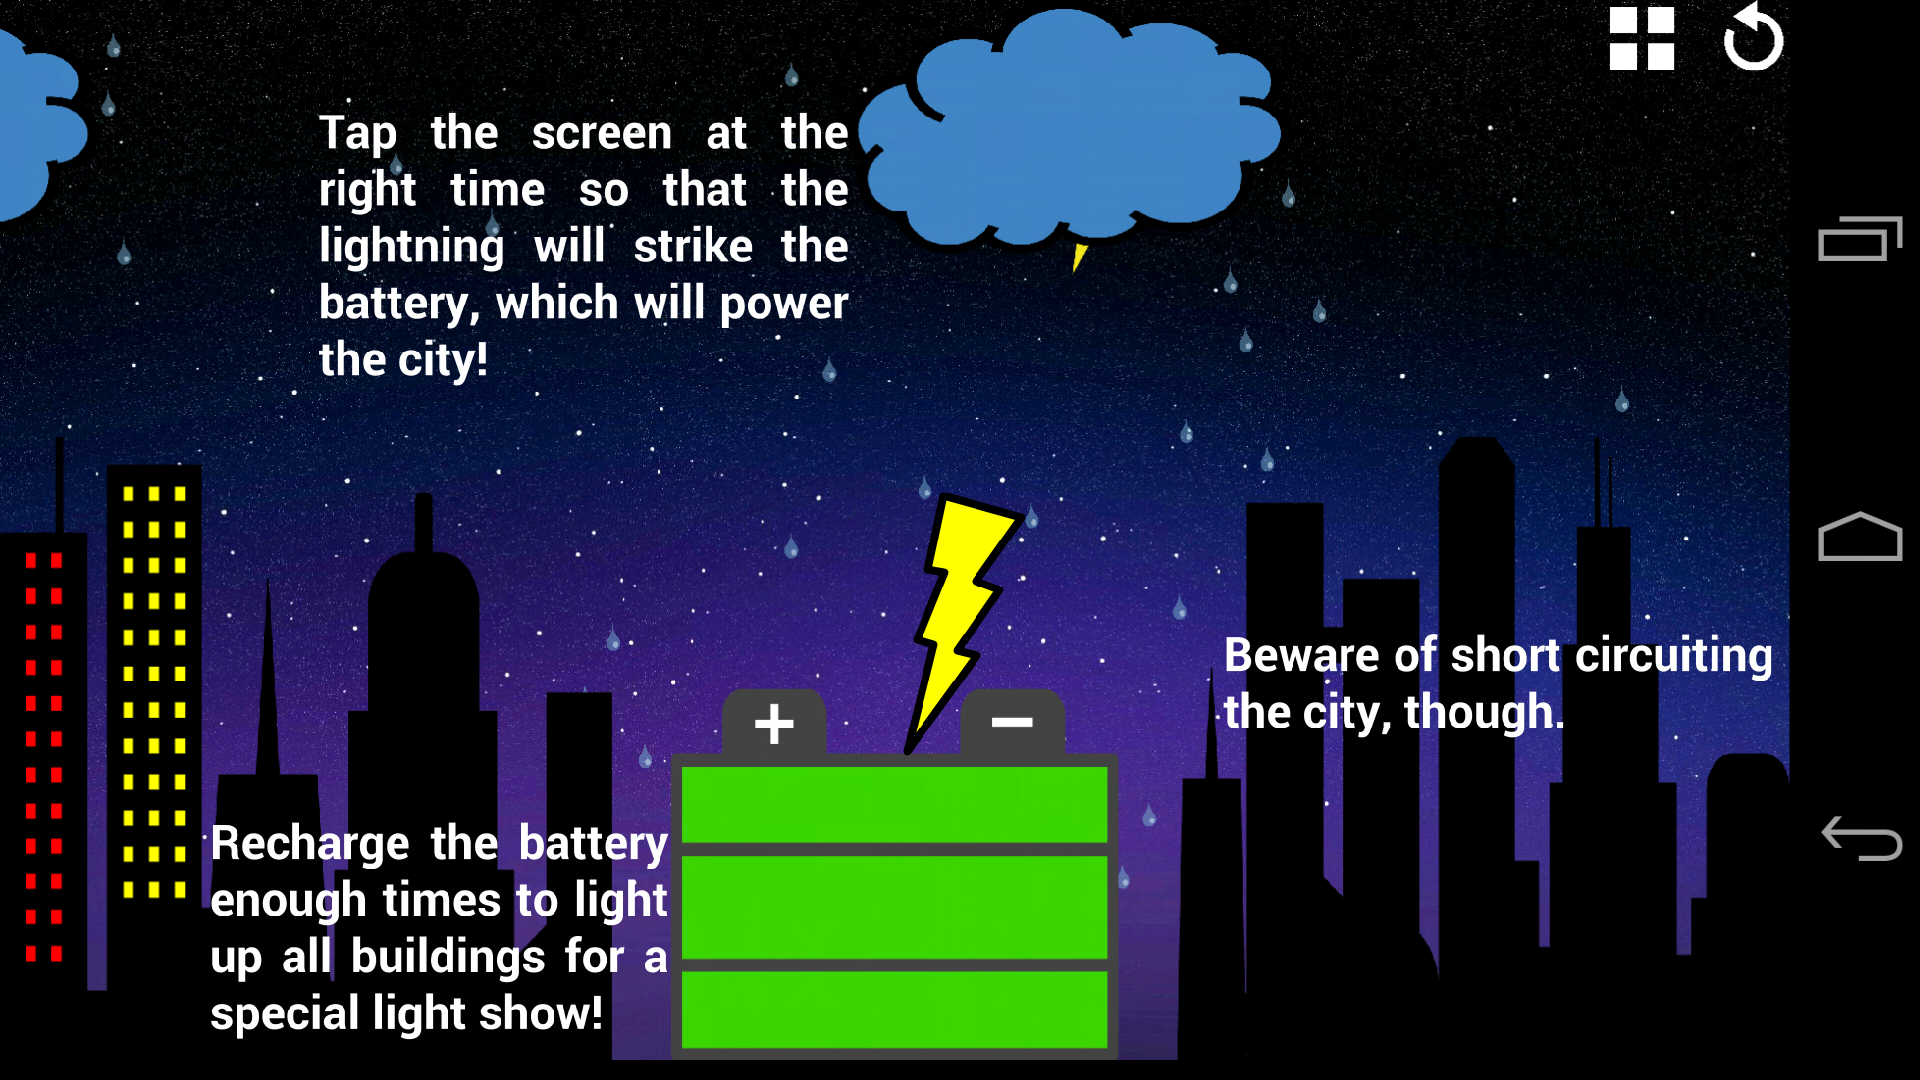 Tap the screen at the
right time so that the
lightning will strike the
battery, which will power
the city!
Beware of short circuiting
the city, though.
+ −
Recharge the battery
enough times to light
up all buildings for a
special light show!